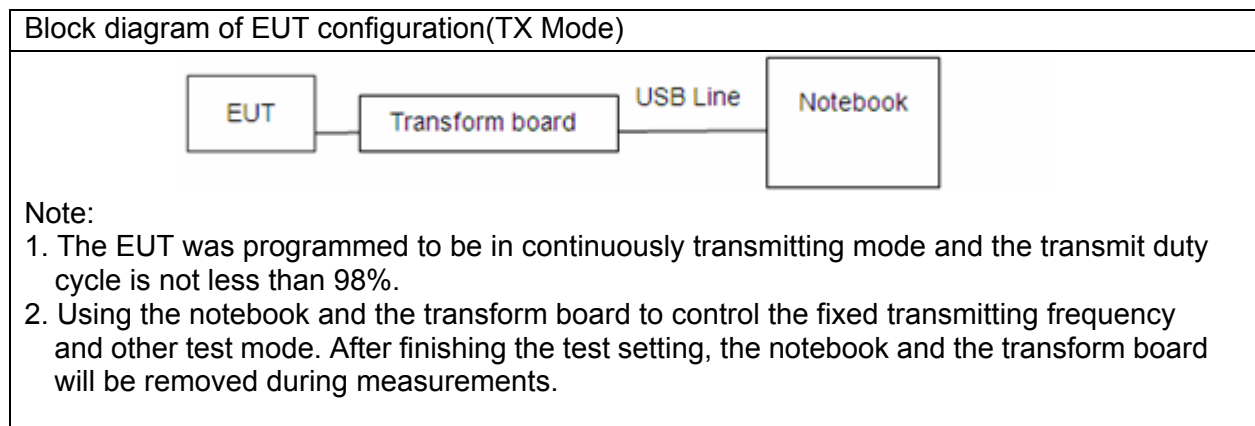 Block diagram of EUT configuration(TX Mode)
EUT
Transform board
USB Line
Notebook
Note:
1. The EUT was programmed to be in continuously transmitting mode and the transmit duty
cycle is not less than 98%.
2. Using the notebook and the transform board to control the fixed transmitting frequency
and other test mode. After finishing the test setting, the notebook and the transform board
will be removed during measurements.